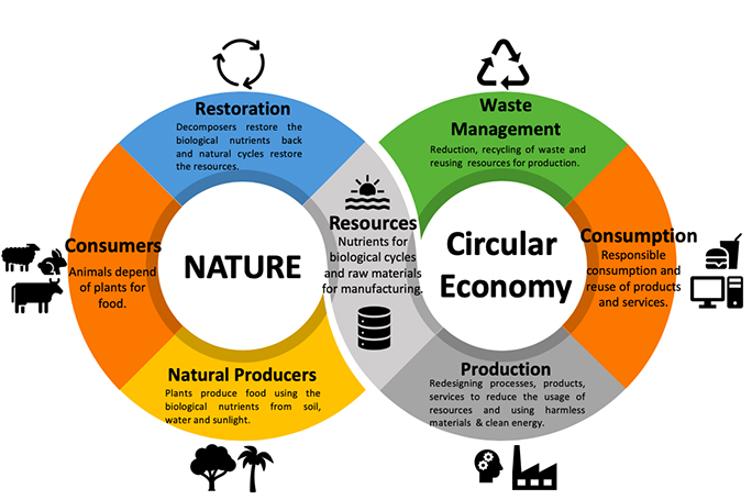 Restoration
Decomposers restore the
biological nutrients back
and natural cycles restore
the resources.
Waste
Management
Reduction, recycling of waste and
reusing resources for production.
Consumers
Animals depend
of plants for
food.
NATURE
Resources
Nutrients for
biological cycles
and raw materials
for manufacturing.
Circular
Economy
Consumption
Responsible
consumption and
reuse of products
and services.
Natural Producers
Plants produce food using the
biological nutrients from soil,
water and sunlight.
Production
Redesigning processes, products,
services to reduce the usage of
resources and using harmless
materials & clean energy.